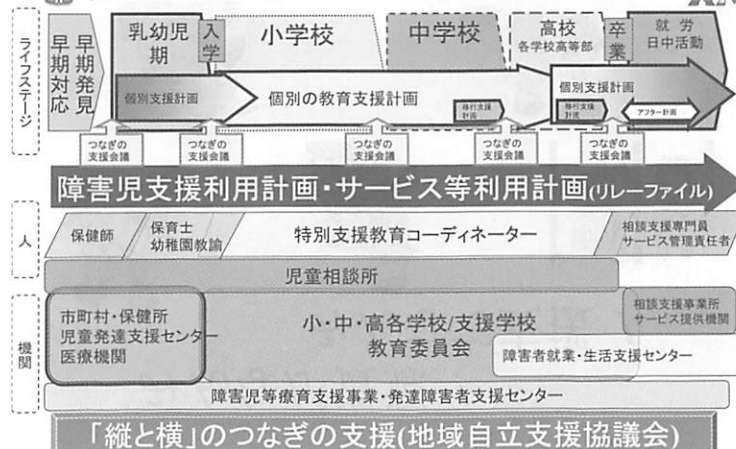 ライフステージ
早期発見
早期対応
乳幼児
期
入学
小学校
中学校
高校
各学校高等部
卒業
就労
日中活動
個別支援計画
個別の教育支援計画
移行支援
計画
個別支援計画
移行支援
計画
アフター計画
つなぎの
支援会議
つなぎの
支援会議
つなぎの
支援会議
つなぎの
支援会議
つなぎの
支援会議
障害児支援利用計画・サービス等利用計画(リレーファイル)
人
保健師
保育士
幼稚園教諭
特別支援教育コーディネーター
相談支援専門員
サービス管理責任者
児童相談所
機関
市町村・保健所
児童発達支援センター
医療機関
小・中・高各学校/支援学校
教育委員会
相談支援事業所
サービス提供機関
障害者就業・生活支援センター
障害児等療育支援事業・発達障害者支援センター
「縦と横」のつなぎの支援(地域自立支援協議会)